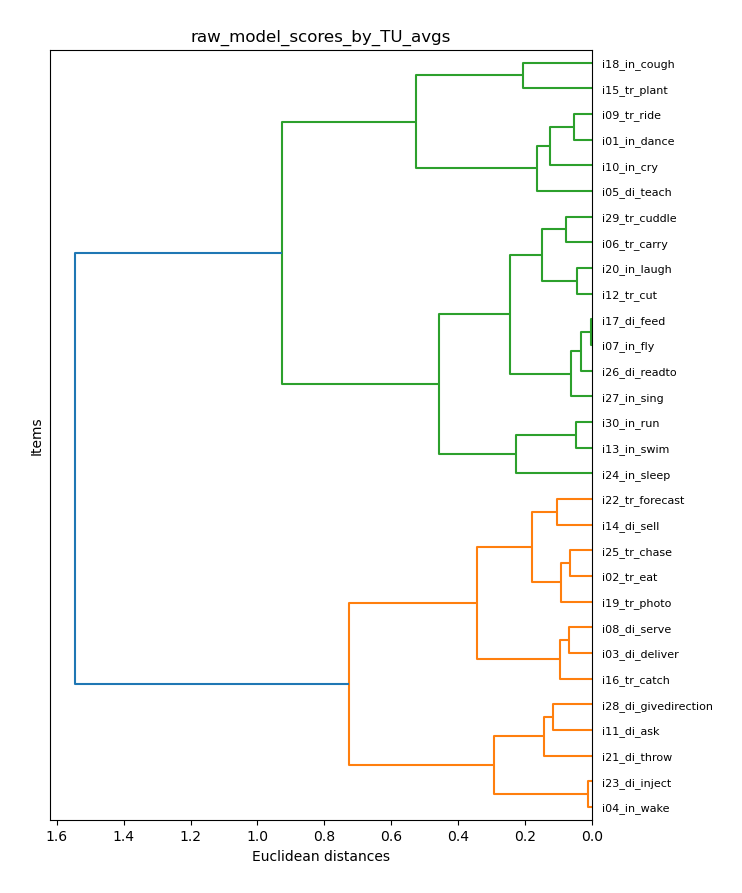 raw_model_scores_by_TU_avgs
i18_in_cough
i15_tr_plant
i09_tr_ride
i01_in_dance
i10_in_cry
i05_di_teach
i29_tr_cuddle
i06_tr_carry
i20_in_laugh
i12_tr_cut
i17_di_feed
i07_in_fly
i26_di_readto
i27_in_sing
i30_in_run
i13_in_swim
i24_in_sleep
i22_tr_forecast
i14_di_sell
i25_tr_chase
i02_tr_eat
i19_tr_photo
i08_di_serve
i03_di_deliver
i16_tr_catch
i28_di_givedirection
i11_di_ask
i21_di_throw
i23_di_inject
i04_in_wake
Items
1.6 1.4 1.2 1.0 0.8 0.6 0.4 0.2 0.0
Euclidean distances